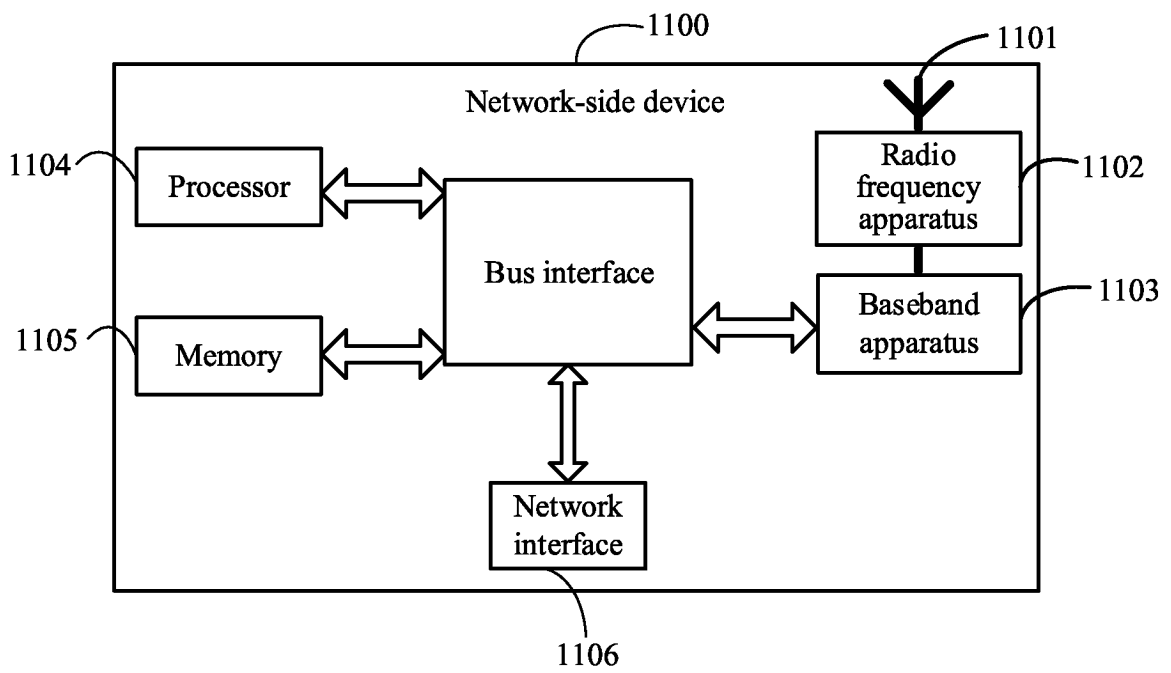 1100
1101
Network-side device
1104
Processor
Radio
frequency
apparatus
1102
Bus interface
1103
Baseband
apparatus
1105
Memory
Network
interface
1106